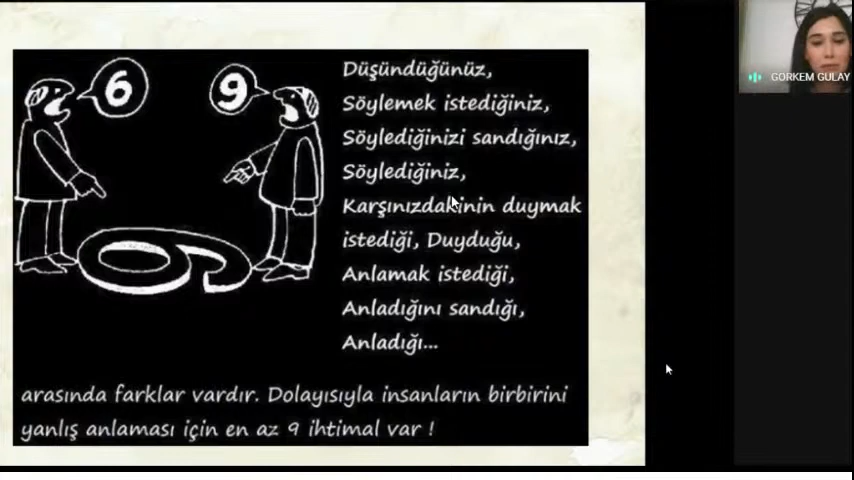 6
9
Düşündüğünüz,
Söylemek istediğiniz,
Söylediğinizi sandığınız,
Söylediğiniz,
Karşınızdakinin duymak
istediği, Duyduğu,
Anlamak istediği,
Anladığını sandığı,
Anladığı...
arasında farklar vardır. Dolayısıyla insanların birbirini
yanlış anlaması için en az 9 ihtimal var !
GORKEM GULAY